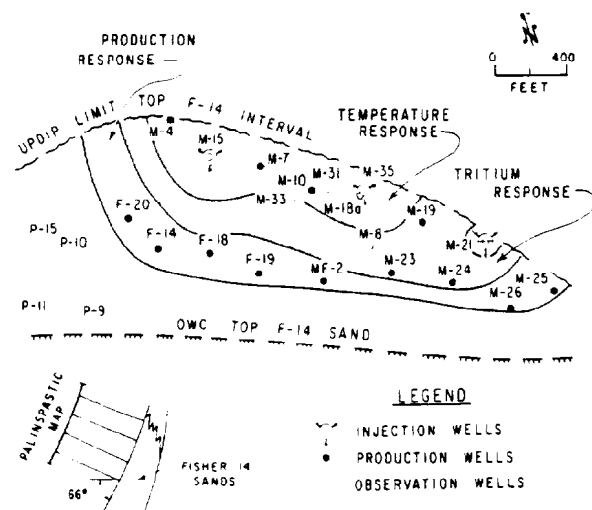 PRODUCTION
RESPONSE
N
0 400
FEET
UPDIP LIMIT TOP F-14 INTERVAL
TEMPERATURE
RESPONSE
TRITIUM
RESPONSE
M-4
M-15
M-7
M-31
M-35
M-10
M-33
M-18a
M-19
M-8
M-21
F-20
P-15
P-10
F-14
F-18
F-19
MF-2
M-23
M-24
M-25
M-26
P-11
P-9
OWC TOP F-14 SAND
PALINSPASTIC
MAP
66°
FISHER 14
SANDS
LEGEND
INJECTION WELLS
PRODUCTION WELLS
OBSERVATION WELLS